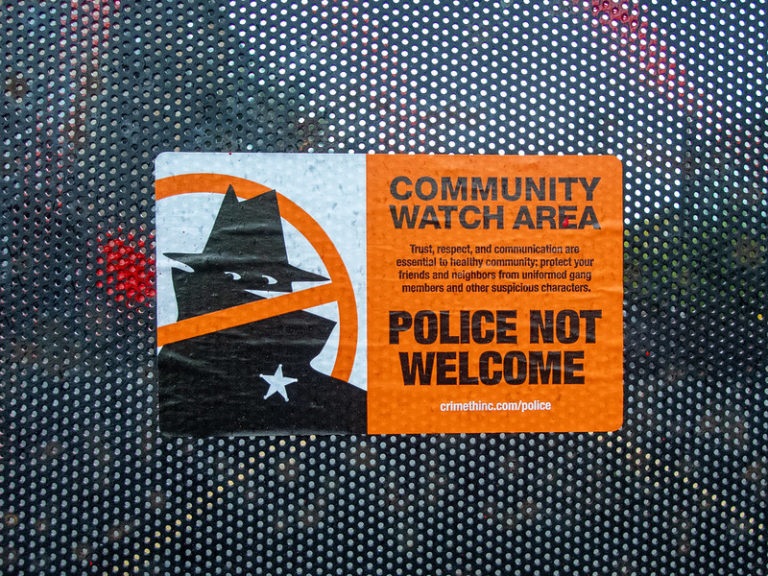 COMMUNITY
WATCH AREA
Trust, respect, and communication are
essential to healthy community: protect your
friends and neighbors from uniformed gang
members and other suspicious characters.
POLICE NOT
WELCOME
crimethinc.com/police